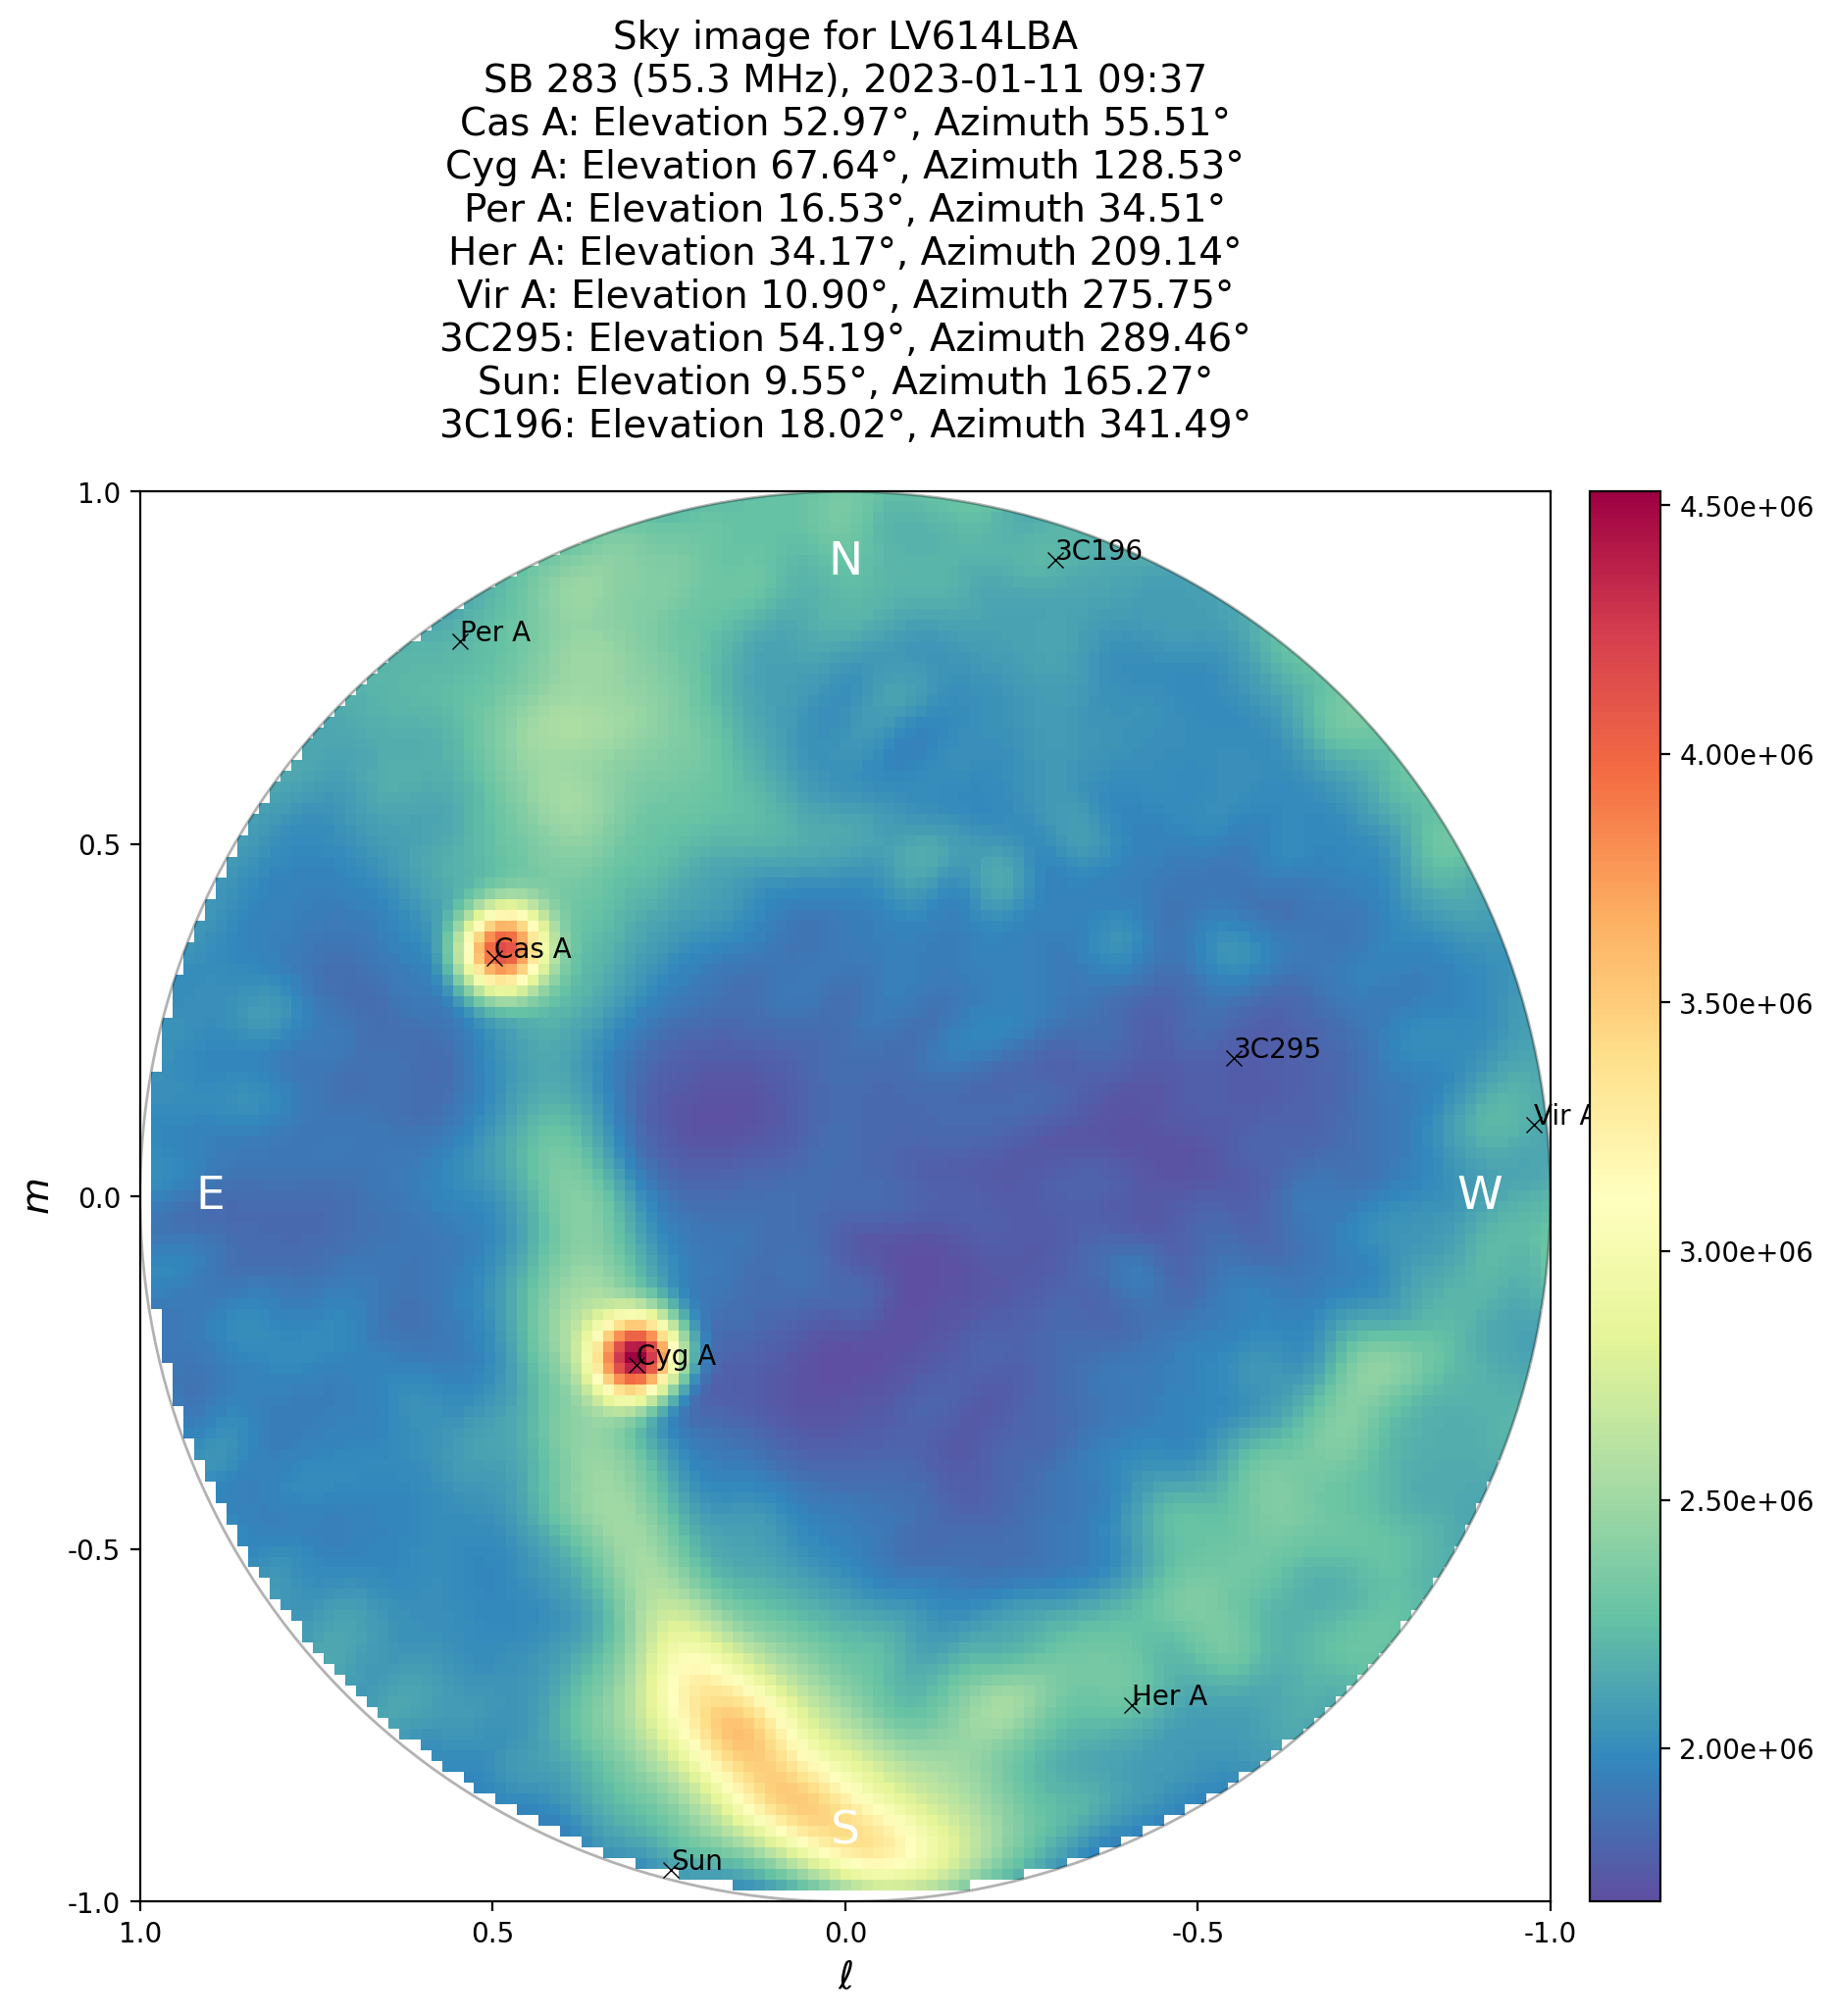 Sky image for LV614LBA
SB 283 (55.3 MHz), 2023-01-11 09:37
Cas A: Elevation 52.97°, Azimuth 55.51°
Cyg A: Elevation 67.64°, Azimuth 128.53°
Per A: Elevation 16.53°, Azimuth 34.51°
Her A: Elevation 34.17°, Azimuth 209.14°
Vir A: Elevation 10.90°, Azimuth 275.75°
3C295: Elevation 54.19°, Azimuth 289.46°
Sun: Elevation 9.55°, Azimuth 165.27°
3C196: Elevation 18.02°, Azimuth 341.49°
1.0
4.50e+06
N
3C196
Per A
4.00e+06
0.5
Cas A
3.50e+06
3C295
Vir A
m
0.0
E
W
3.00e+06
Cyg A
2.50e+06
-0.5
Her A
2.00e+06
S
Sun
-1.0
1.0
0.5
0.0
-0.5
-1.0
ℓ